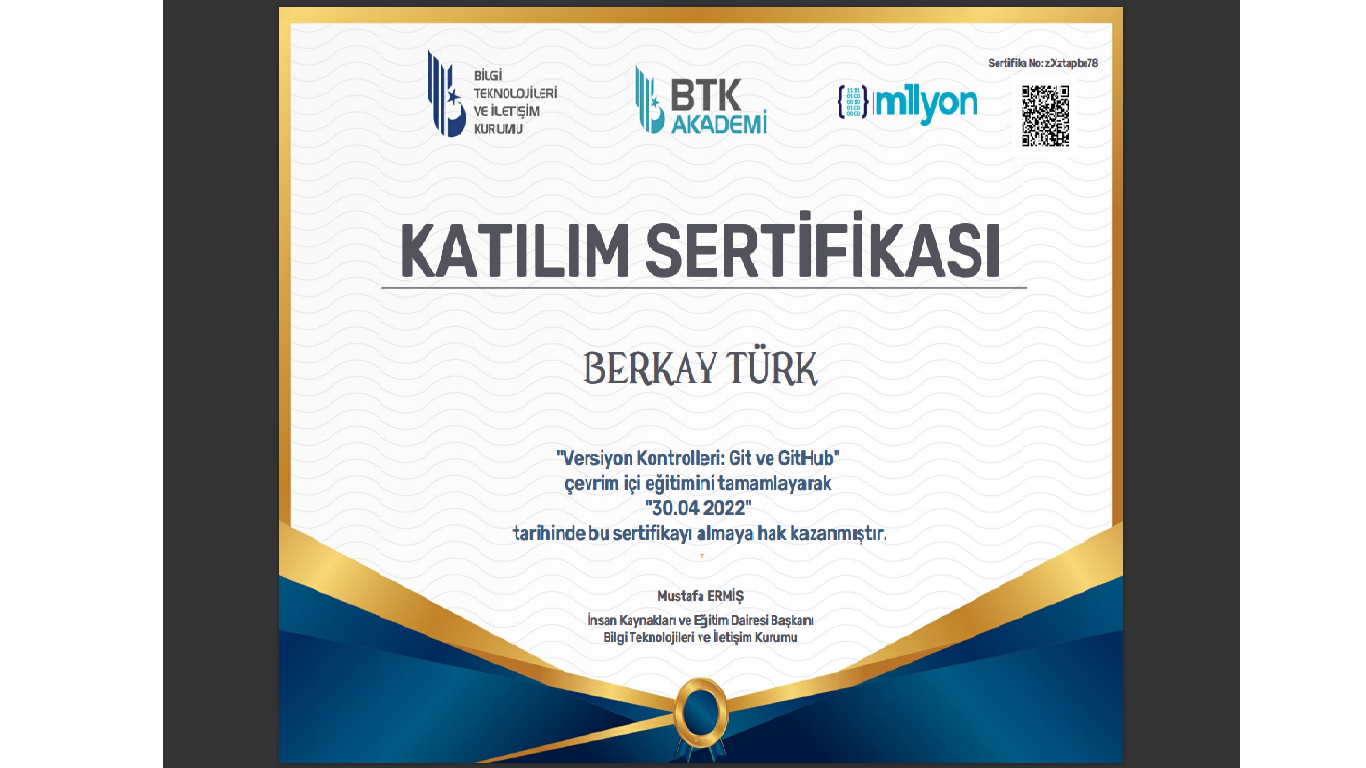 BİLGİ
TEKNOLOJİLERİ
VE İLETİŞİM
KURUMU
BTK
AKADEMİ
1milyon
Sertifika No:
KATILIM SERTİFİKASI
BERKAY TÜRK
"Versiyon Kontrolleri: Git ve GitHub"
çevrim içi eğitimini tamamlayarak
"30.04 2022"
tarihinde bu sertifikayı almaya hak kazanmıştır.
Mustafa ERMİŞ
İnsan Kaynakları ve Eğitim Dairesi Başkanı
Bilgi Teknolojileri ve İletişim Kurumu